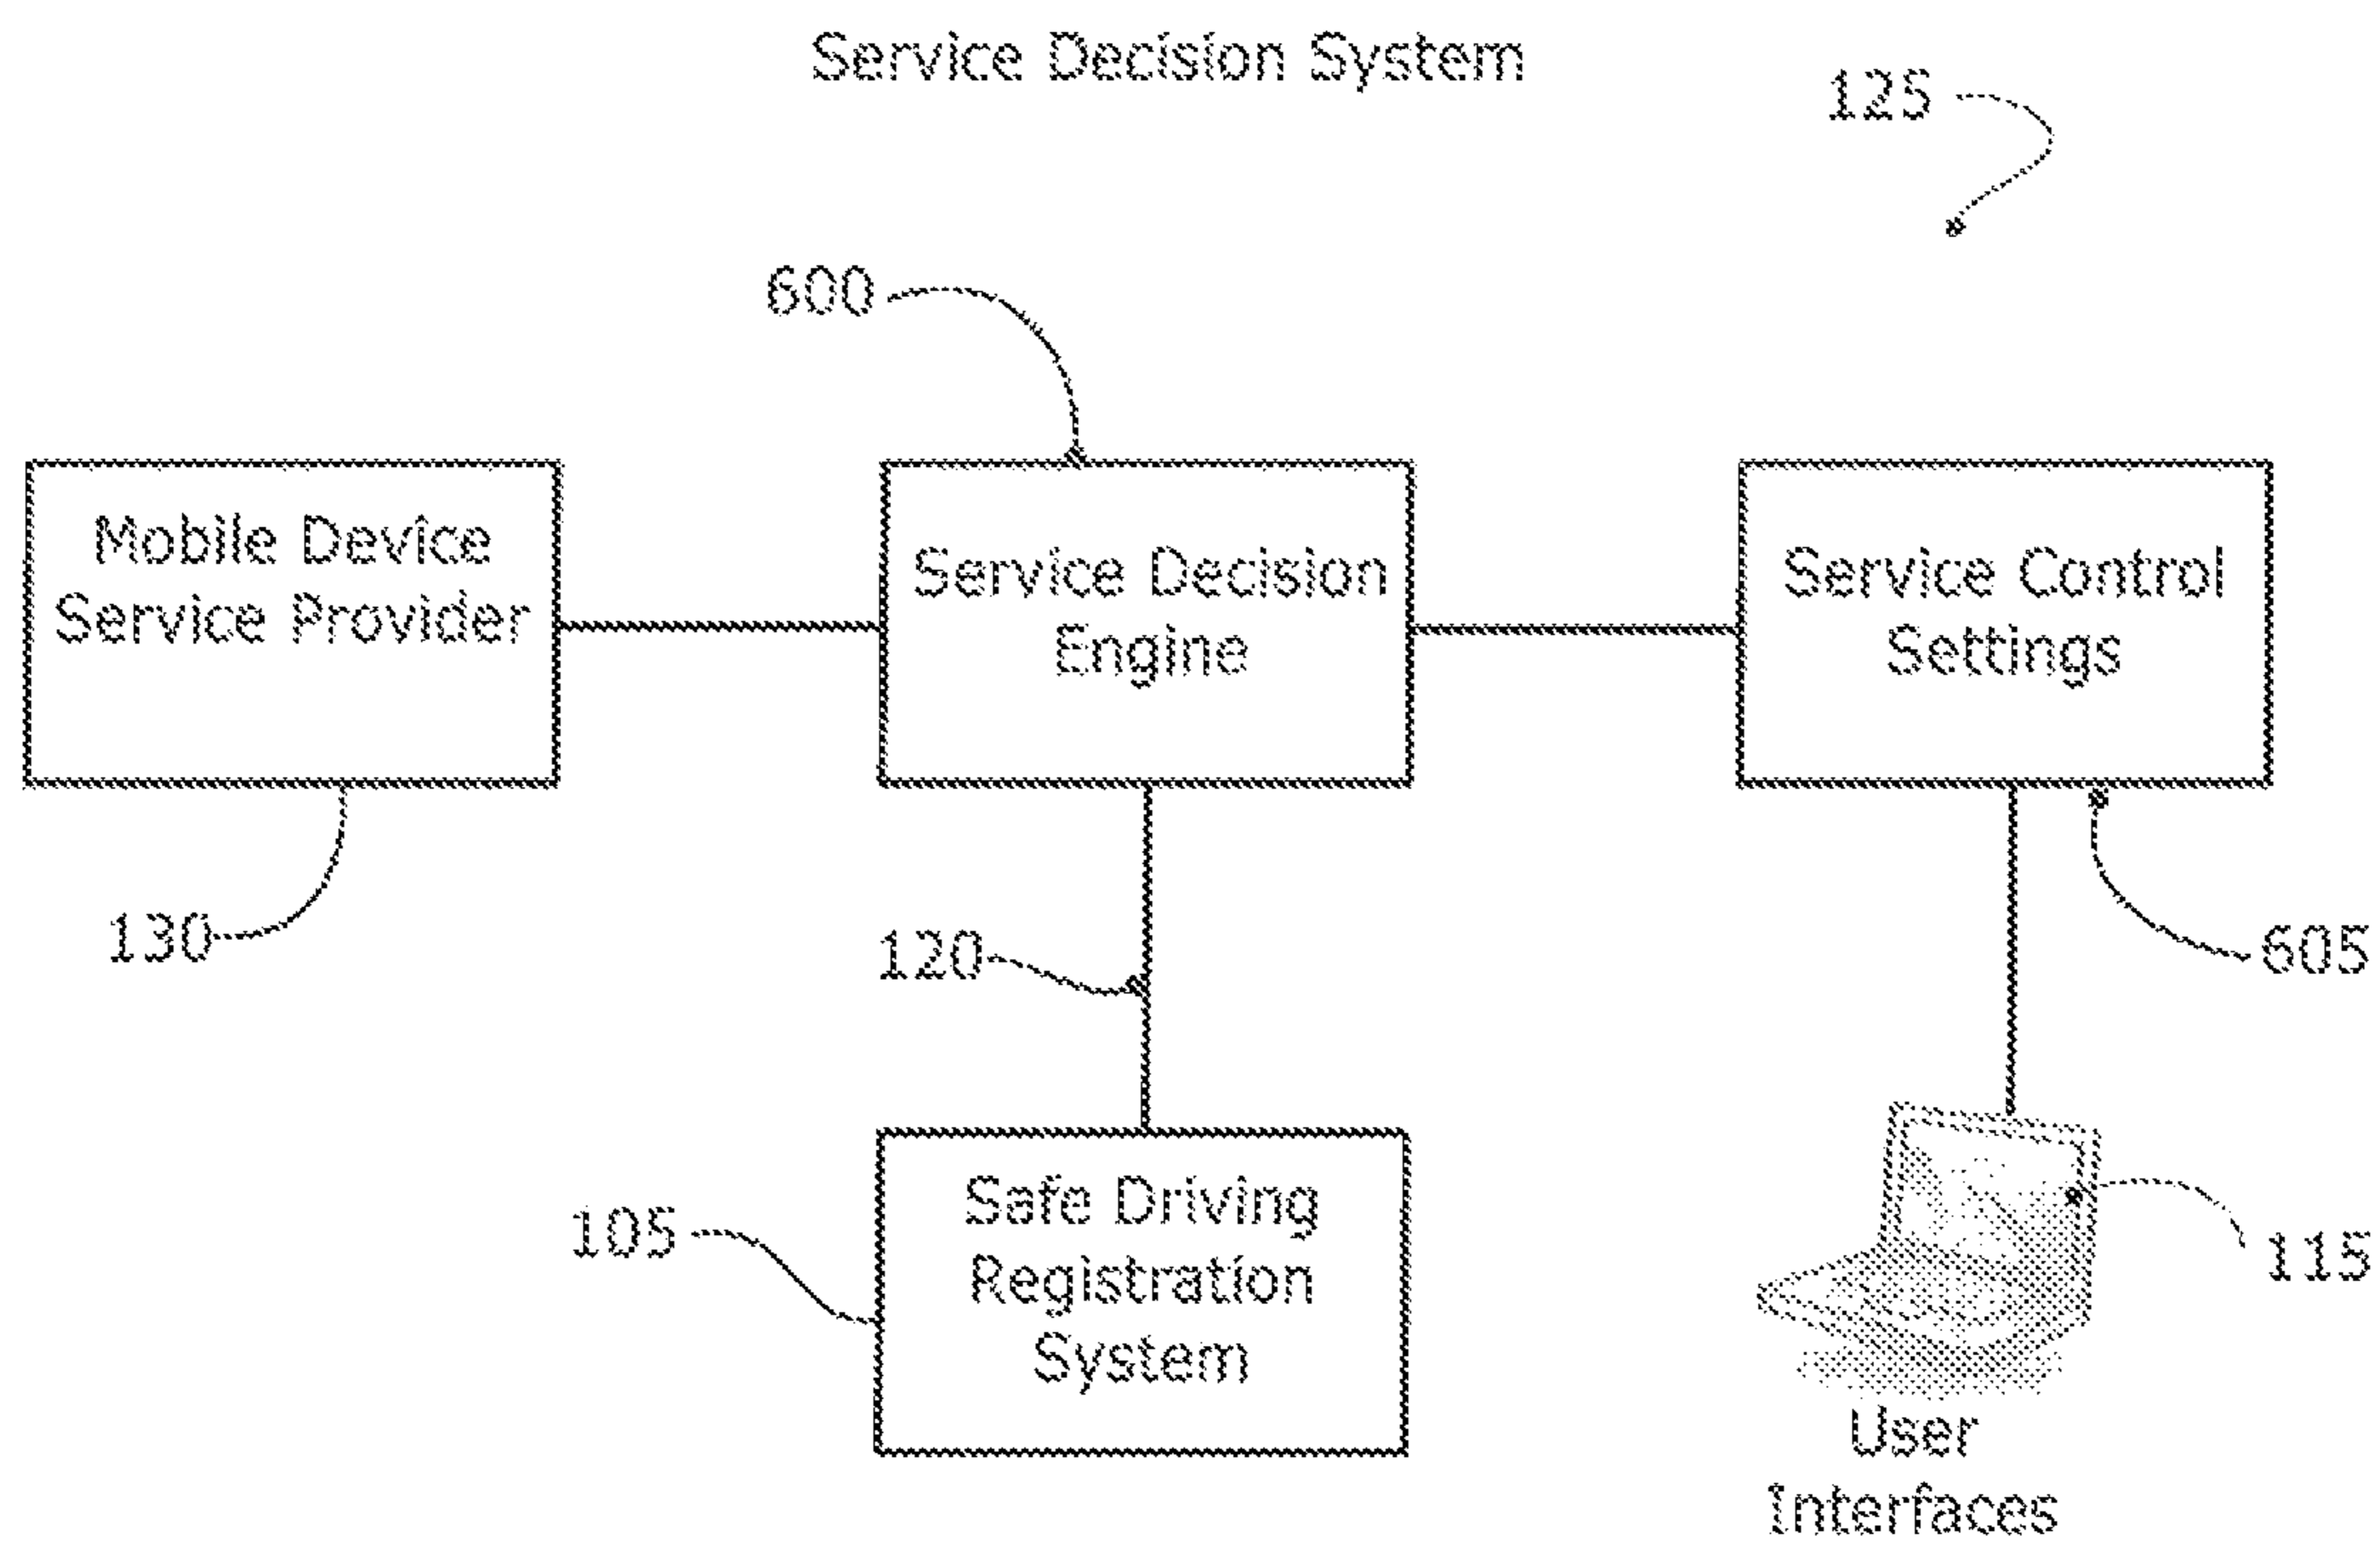 Service Decision System
125
600
Mobile Device
Service Provider
Service Decision
Engine
Service Control
Settings
130
120
605
105
Safe Driving
Registration
System
115
User
Interfaces